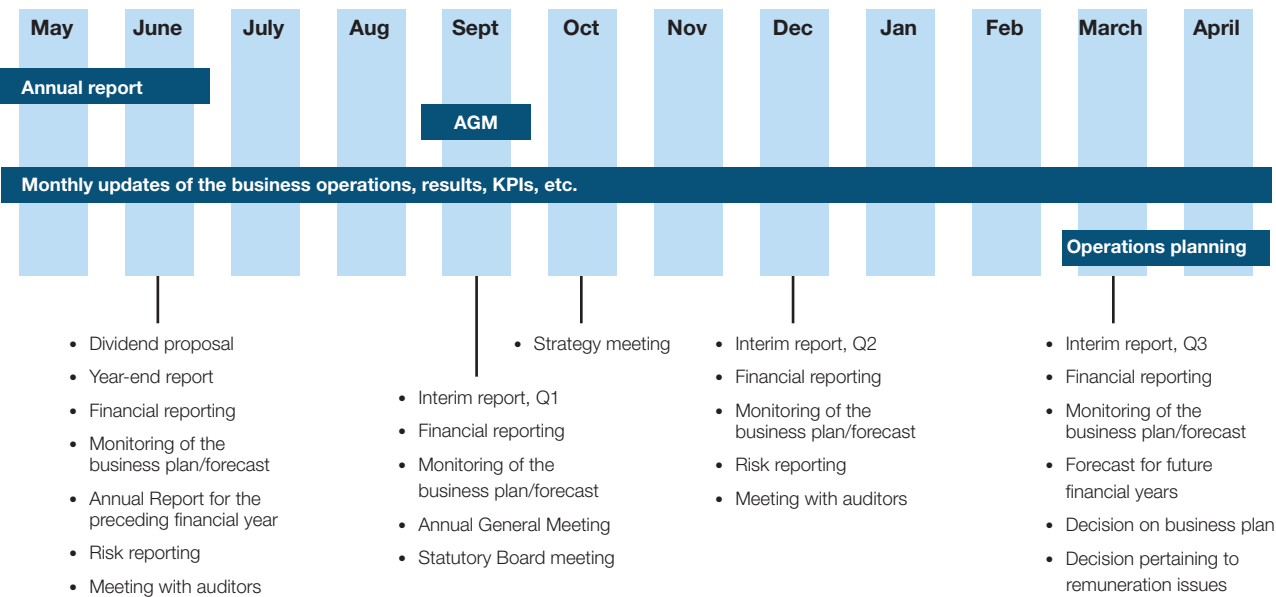 May June July Aug Sept Oct Nov Dec Jan Feb March April
Annual report
AGM
Monthly updates of the business operations, results, KPIs, etc.
Operations planning
• Dividend proposal
• Year-end report
• Financial reporting
• Monitoring of the
business plan/forecast
• Annual Report for the
preceding financial year
• Risk reporting
• Meeting with auditors
• Interim report, Q1
• Financial reporting
• Monitoring of the
business plan/forecast
• Annual General Meeting
• Statutory Board meeting
• Strategy meeting
• Interim report, Q2
• Financial reporting
• Monitoring of the
business plan/forecast
• Risk reporting
• Meeting with auditors
• Interim report, Q3
• Financial reporting
• Monitoring of the
business plan/forecast
• Forecast for future
financial years
• Decision on business plan
• Decision pertaining to
remuneration issues